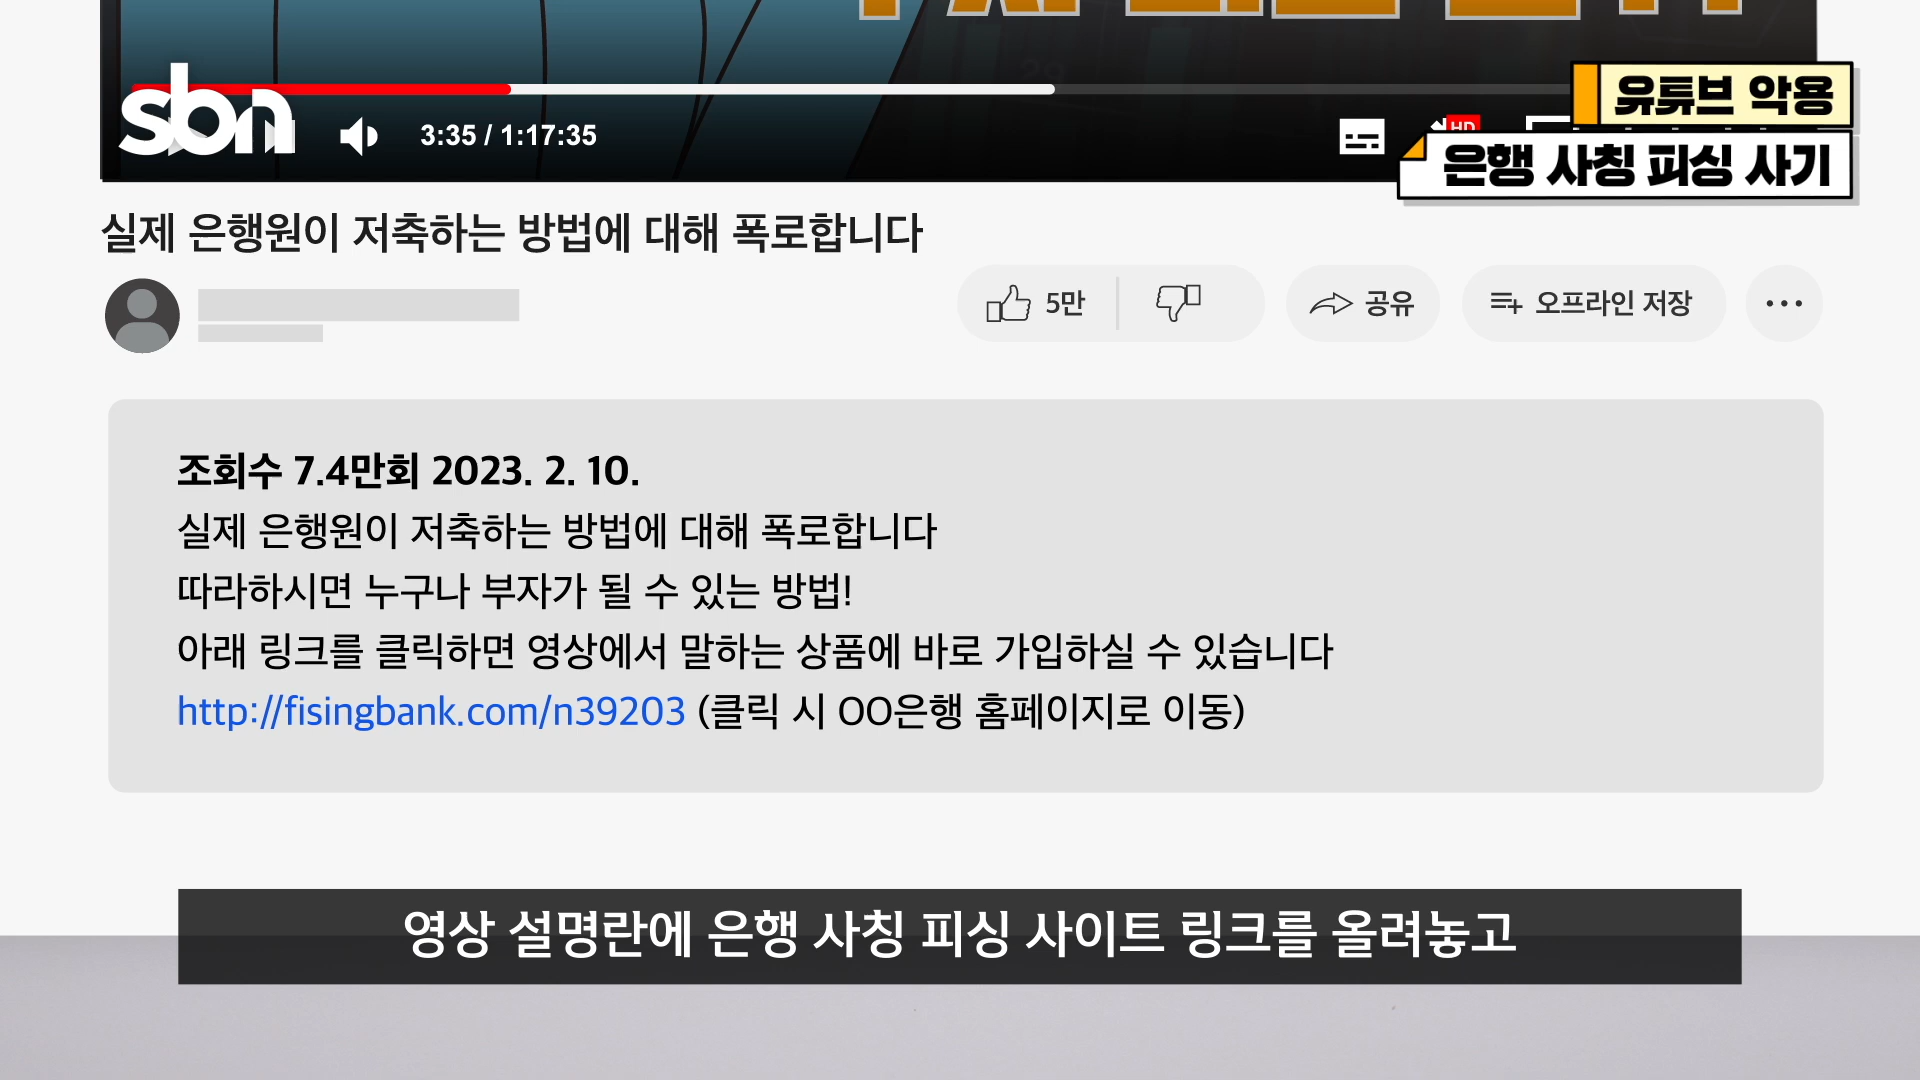 sbn
3:35 / 1:17:35
HD
유튜브 악용
은행 사칭 피싱 사기
실제 은행원이 저축하는 방법에 대해 폭로합니다
5만
공유
오프라인 저장
조회수 7.4만회 2023. 2. 10.
실제 은행원이 저축하는 방법에 대해 폭로합니다
따라하시면 누구나 부자가 될 수 있는 방법!
아래 링크를 클릭하면 영상에서 말하는 상품에 바로 가입하실 수 있습니다
http://fisingbank.com/n39203 (클릭 시 OO은행 홈페이지로 이동)
영상 설명란에 은행 사칭 피싱 사이트 링크를 올려놓고